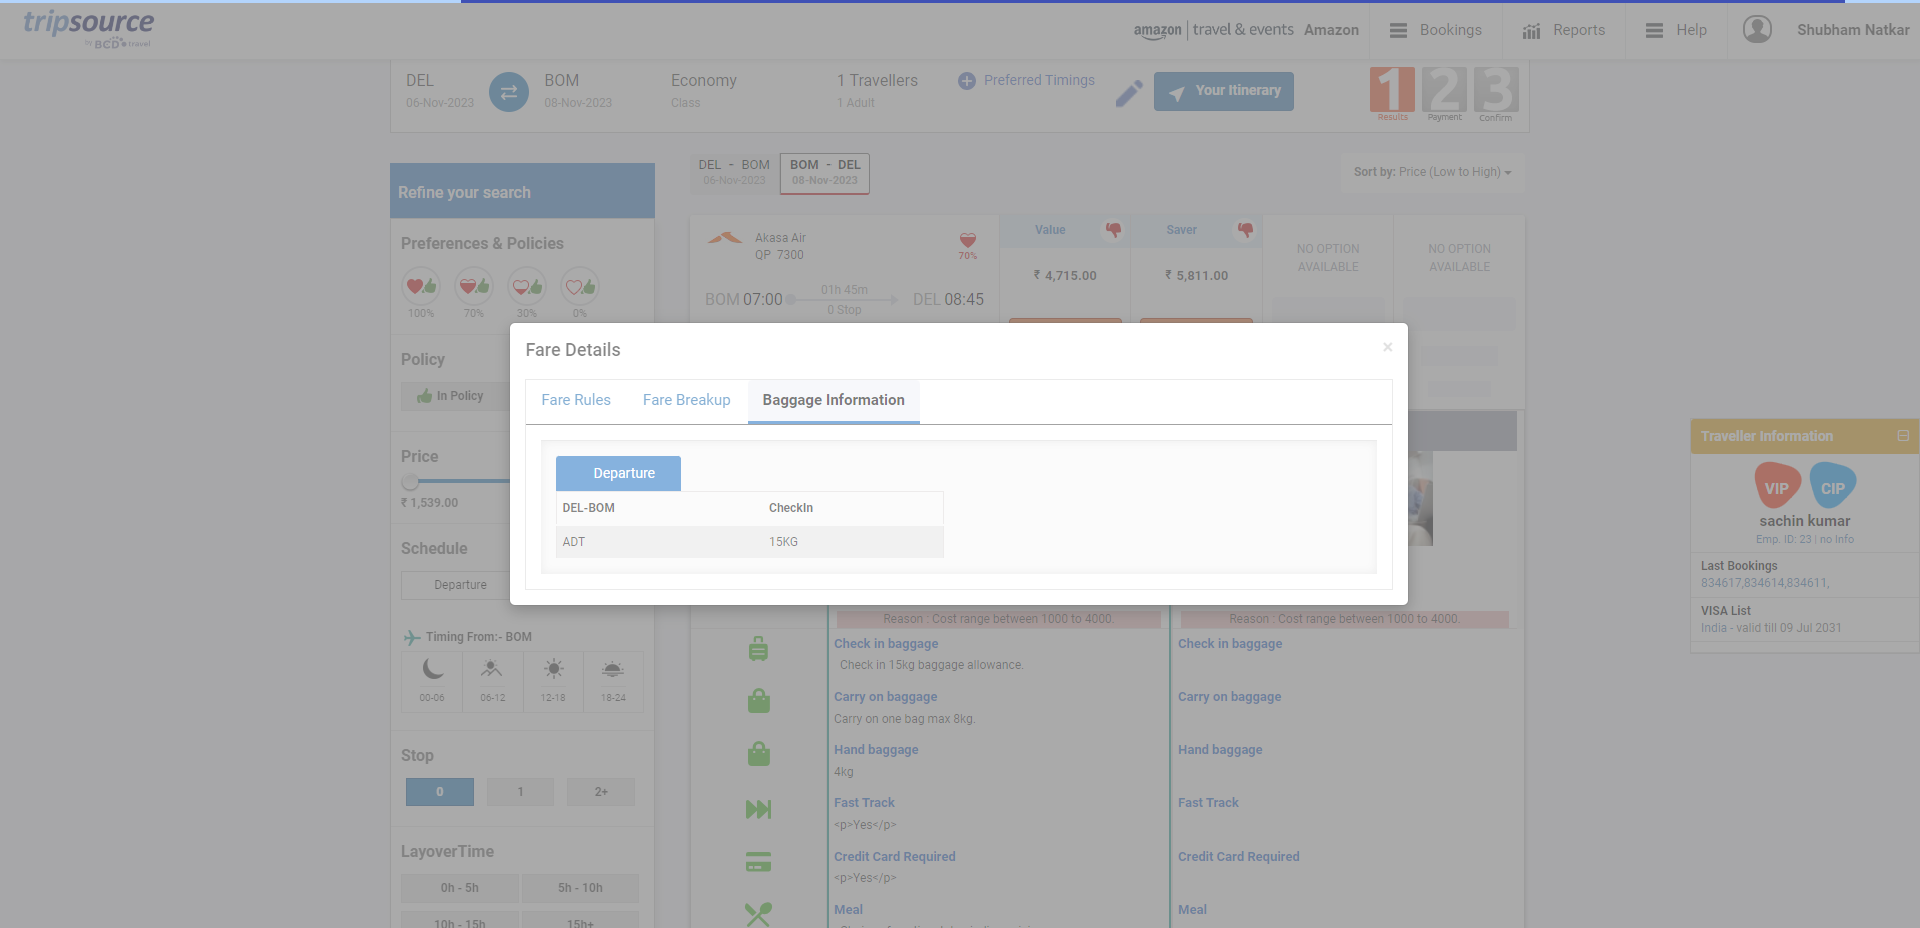 tripsource
by BCD travel
amazon travel & events Amazon
Bookings
Reports
Help
Shubham Natkar
DEL
06-Nov-2023
BOM
08-Nov-2023
Economy
Class
1 Travellers
1 Adult
Preferred Timings
Your Itinerary
1 2 3
Results Payment Confirm
Refine your search
Preferences & Policies
100% 70% 30% 0%
Policy
In Policy
Price
₹ 1,539.00
Schedule
Departure
Timing From:- BOM
00-06 06-12 12-18 18-24
Stop
0 1 2+
LayoverTime
0h - 5h 5h - 10h
10h - 15h 15h+
DEL - BOM
06-Nov-2023
BOM - DEL
08-Nov-2023
Sort by: Price (Low to High)
Akasa Air
QP 7300
70%
BOM 07:00
01h 45m
0 Stop
DEL 08:45
Value
₹ 4,715.00
Saver
₹ 5,811.00
NO OPTION
AVAILABLE
NO OPTION
AVAILABLE
Fare Details
×
Fare Rules Fare Breakup Baggage Information
Departure
DEL-BOM CheckIn
ADT 15KG
Reason : Cost range between 1000 to 4000. Reason : Cost range between 1000 to 4000.
Check in baggage Check in baggage
Check in 15kg baggage allowance.
Carry on baggage Carry on baggage
Carry on one bag max 8kg.
Hand baggage Hand baggage
4kg
Fast Track Fast Track
<p>Yes</p>
Credit Card Required Credit Card Required
<p>Yes</p>
Meal Meal
Traveller Information
VIP CIP
sachin kumar
Emp. ID: 23 | no Info
Last Bookings
834617,834614,834611,
VISA List
India - valid till 09 Jul 2031